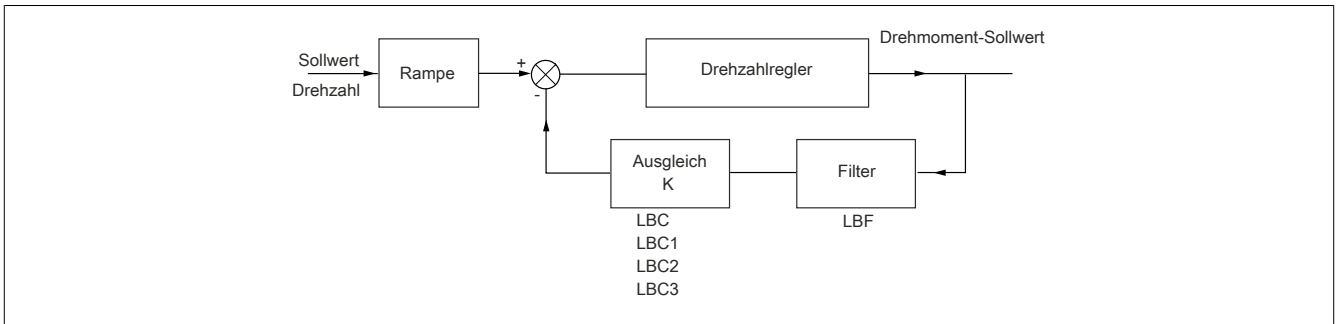 Sollwert
Drehzahl
Rampe
+
-
Drehzahlregler
Drehmoment-Sollwert
Ausgleich
K
LBC
LBC1
LBC2
LBC3
Filter
LBF